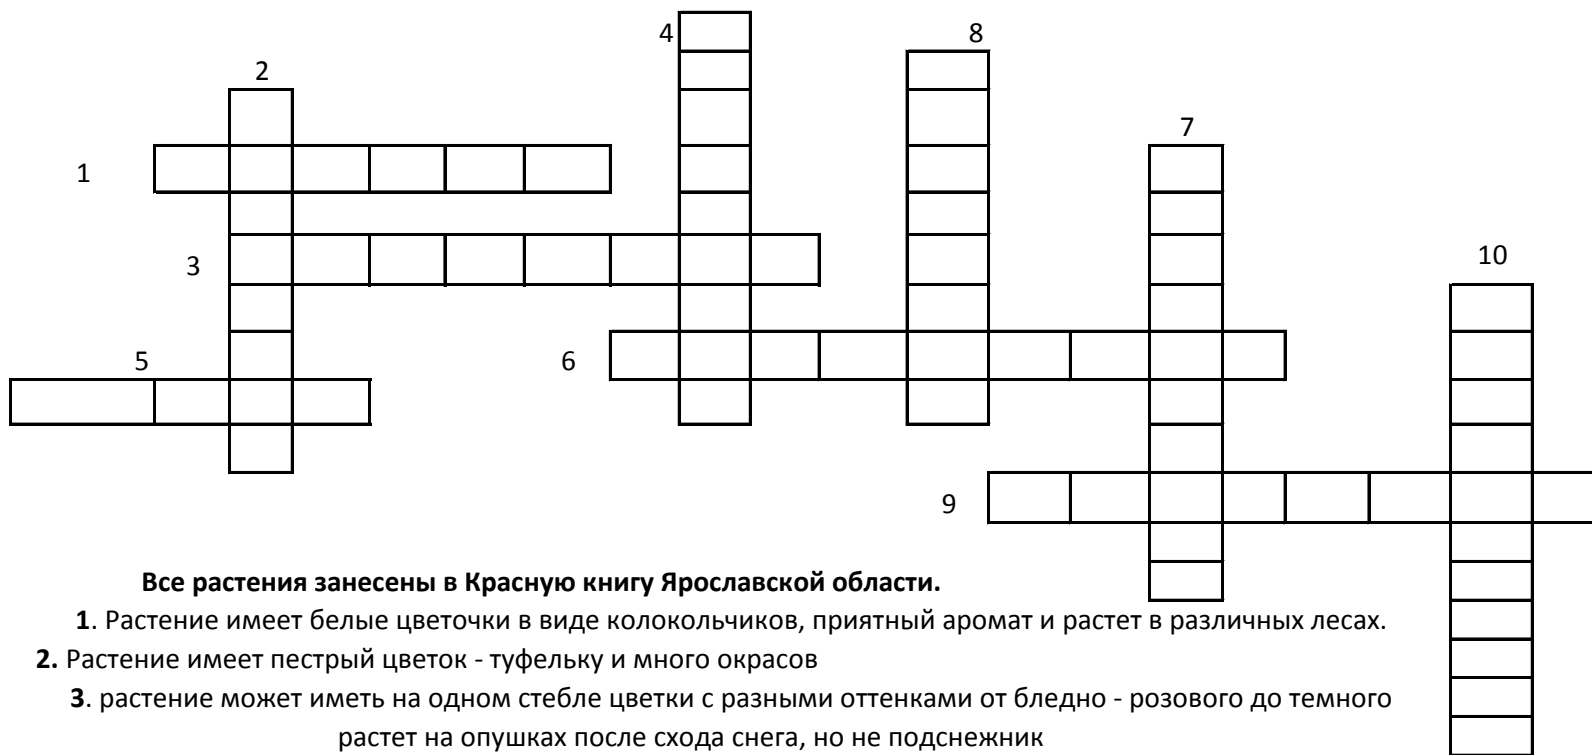 4
8
2
7
1
10
3
5
6
9
Все растения занесены в Красную книгу Ярославской области.
1. Растение имеет белые цветочки в виде колокольчиков, приятный аромат и растет в различных лесах.
2. Растение имеет пестрый цветок - туфельку и много окрасов
3. растение может иметь на одном стебле цветки с разными оттенками от бледно - розового до темного
растет на опушках после схода снега, но не подснежник